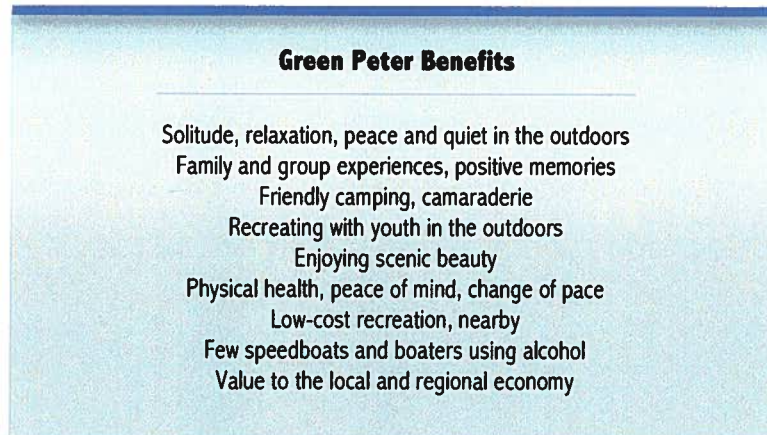 Green Peter Benefits
Solitude, relaxation, peace and quiet in the outdoors
Family and group experiences, positive memories
Friendly camping, camaraderie
Recreating with youth in the outdoors
Enjoying scenic beauty
Physical health, peace of mind, change of pace
Low-cost recreation, nearby
Few speedboats and boaters using alcohol
Value to the local and regional economy